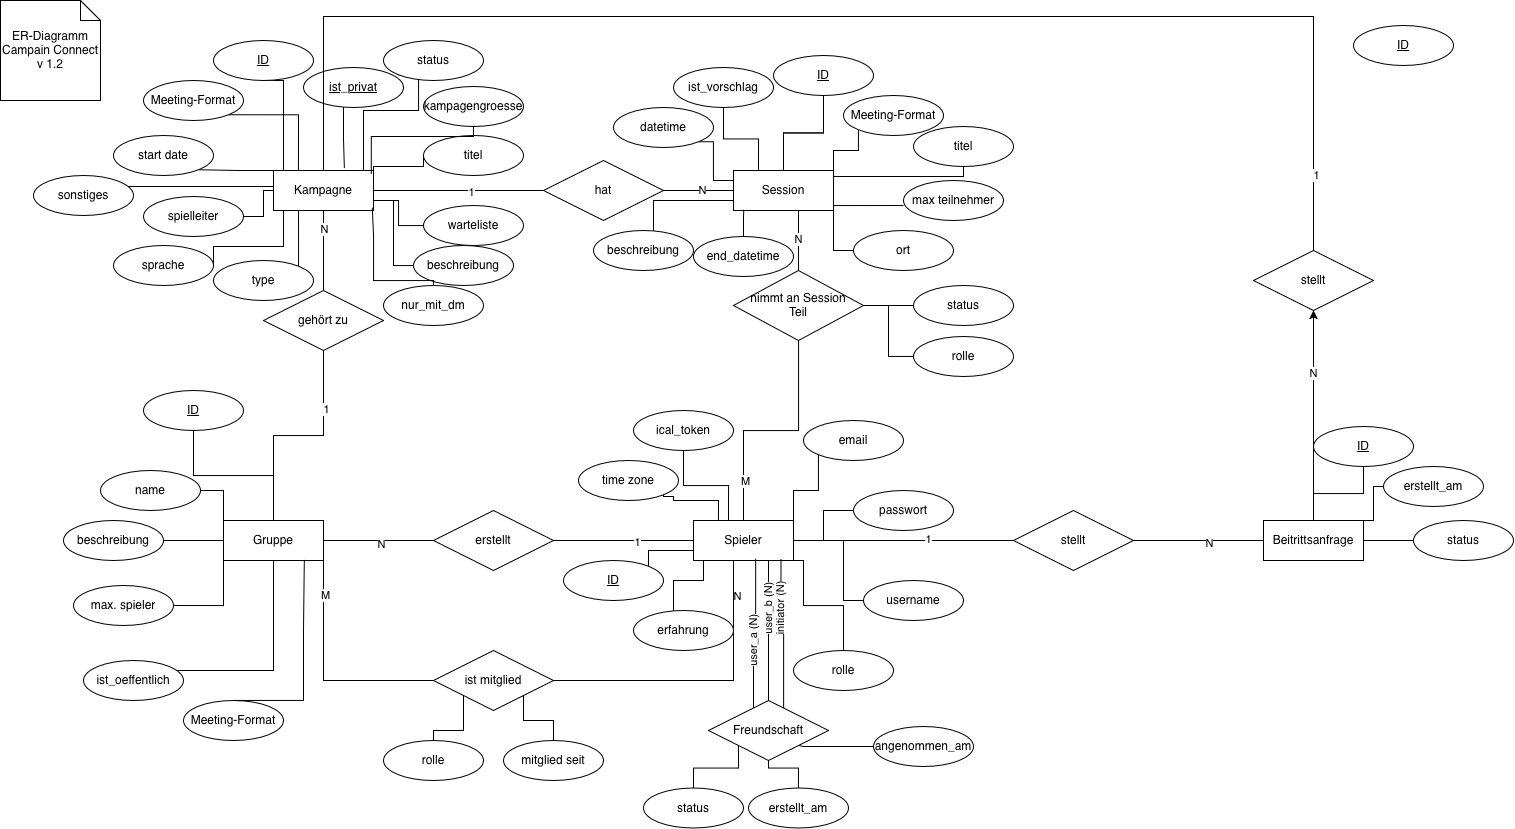 ER-Diagramm
Campain Connect
v 1.2
ID
ist_privat
status
Meeting-Format
kampagengroesse
start date
titel
sonstiges
Kampagne
spielleiter
warteliste
sprache
type
beschreibung
nur_mit_dm
1
hat
N
ist_vorschlag
ID
datetime
Meeting-Format
titel
Session
max teilnehmer
beschreibung
end_datetime
ort
N
nimmt an Session
Teil
status
rolle
M
ID
1
stellt
N
N
gehört zu
1
ID
name
beschreibung
Gruppe
max. spieler
ist_oeffentlich
Meeting-Format
N
erstellt
1
ical_token
time zone
email
passwort
Spieler
ID
erfahrung
username
rolle
1
stellt
N
ID
erstellt_am
Beitrittsanfrage
status
M
ist mitglied
N
rolle
mitglied seit
user_a (N)
user_b (N)
initiator (N)
Freundschaft
angenommen_am
status
erstellt_am